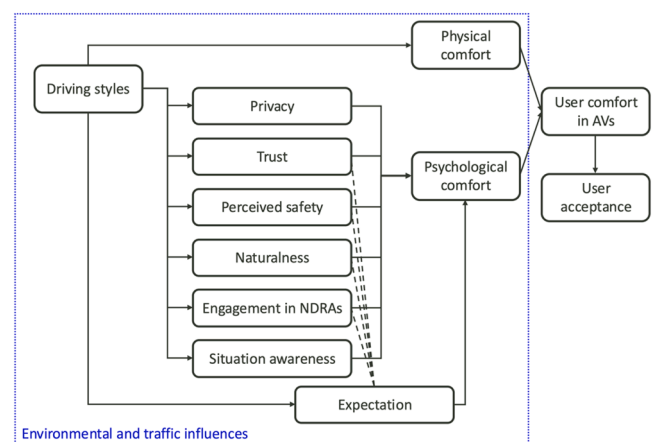 Physical
comfort
Driving styles
Privacy
User comfort
in AVs
Trust
Psychological
comfort
User
acceptance
Perceived safety
Naturalness
Engagement in NDRAs
Situation awareness
Expectation
Environmental and traffic influences